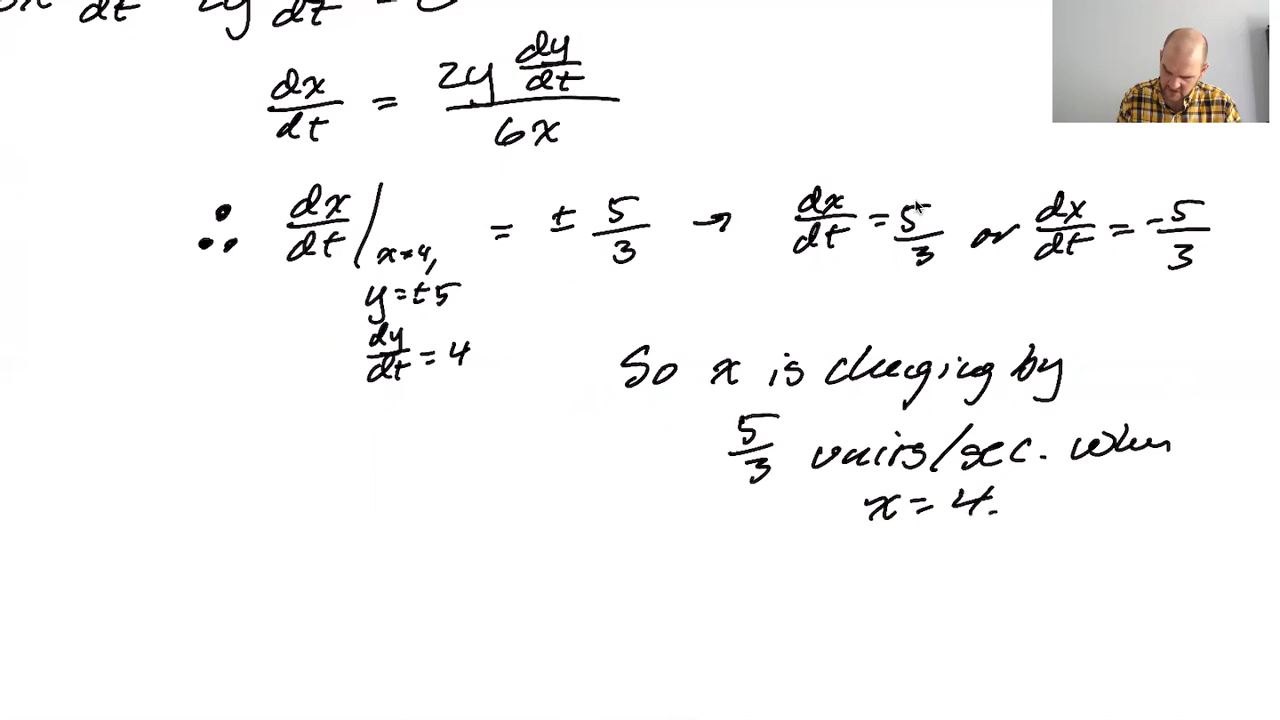 dx/dt = 2y dy/dt / 6x
∴ dx/dt | x=4, y=±5, dy/dt=4 = ± 5/3 → dx/dt = 5/3 or dx/dt = -5/3
So x is changing by
5/3 units/sec. when
x = 4.